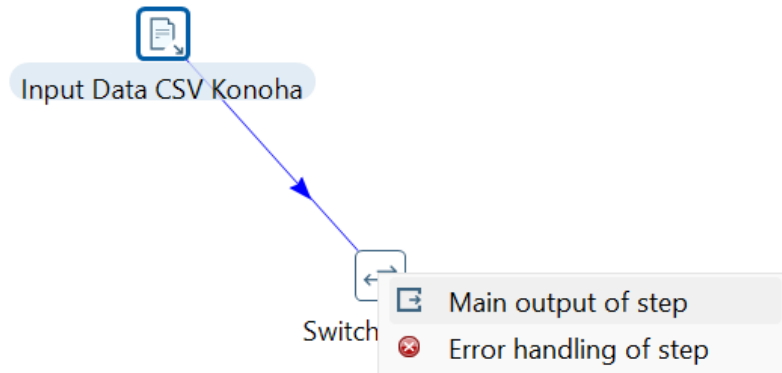 Input Data CSV Konoha
Switch
Main output of step
Error handling of step